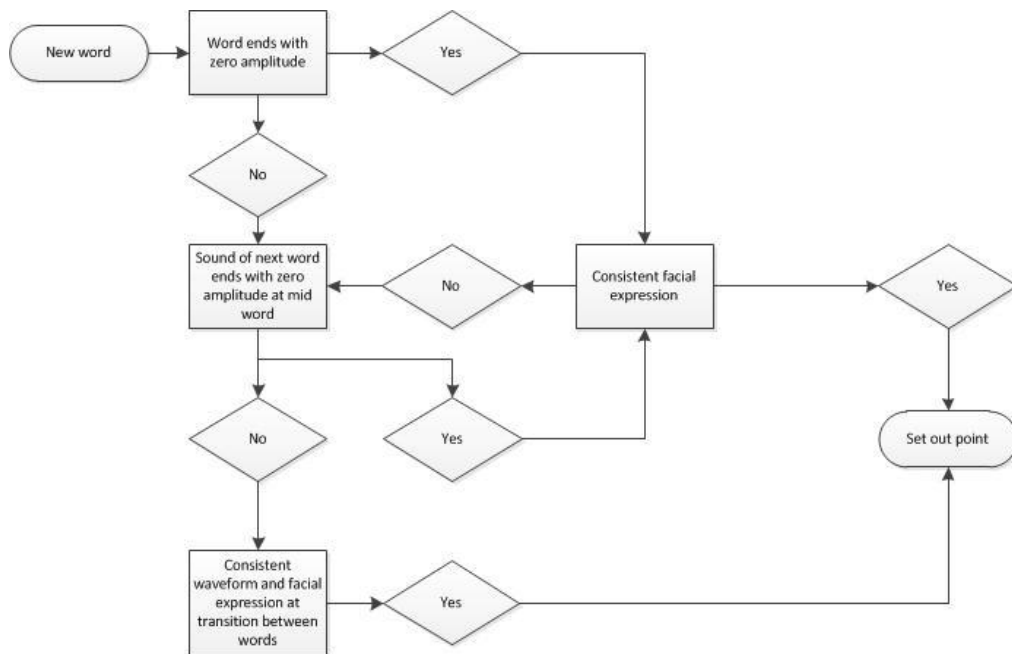 New word
Word ends with
zero amplitude
Yes
No
Sound of next word
ends with zero
amplitude at mid
word
No
Consistent facial
expression
Yes
No
Yes
Set out point
Consistent
waveform and facial
expression at
transition between
words
Yes